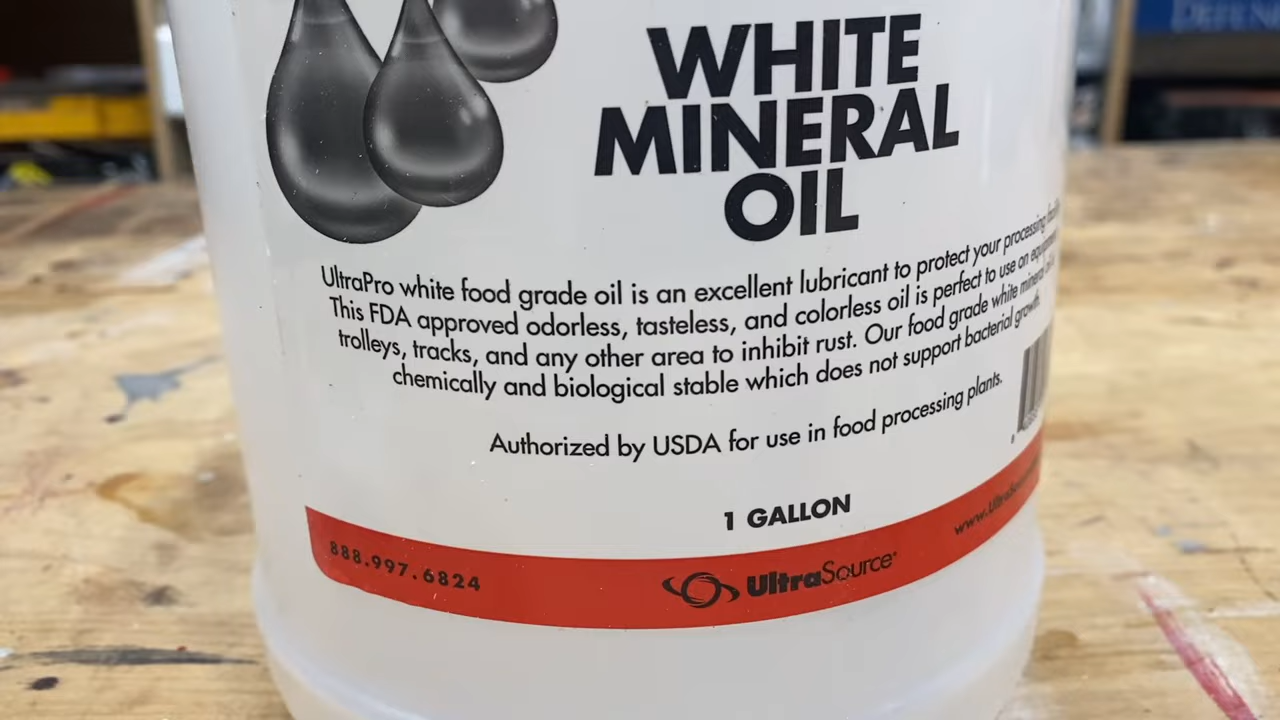 DEFEN
WHITE
MINERAL
OIL
UltraPro white food grade oil is an excellent lubricant to protect your processing
This FDA approved odorless, tasteless, and colorless oil is perfect to use on
trolleys, tracks, and any other area to inhibit rust. Our food grade white mineral
chemically and biological stable which does not support bacterial growth.
Authorized by USDA for use in food processing plants.
1 GALLON
888.997.6824
UltraSource